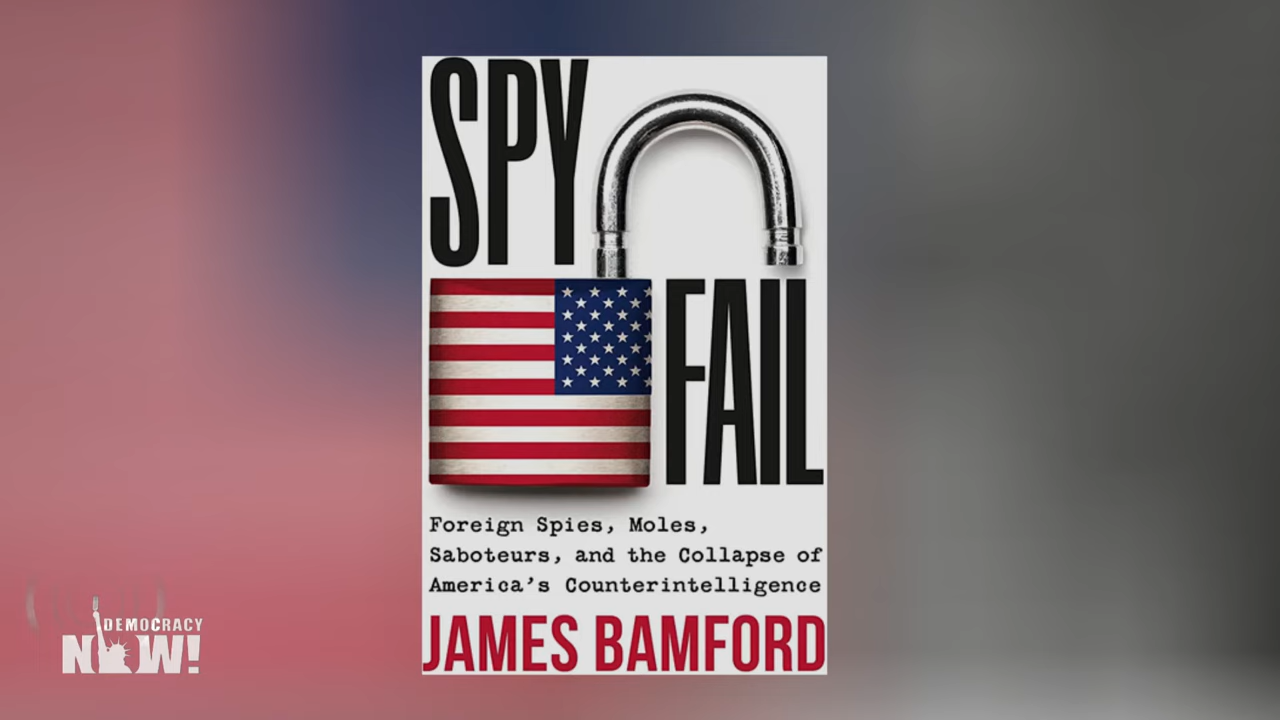 SPY
FAIL
Foreign Spies, Moles,
Saboteurs, and the Collapse of
America's Counterintelligence
JAMES BAMFORD
DEMOCRACY
NOW!